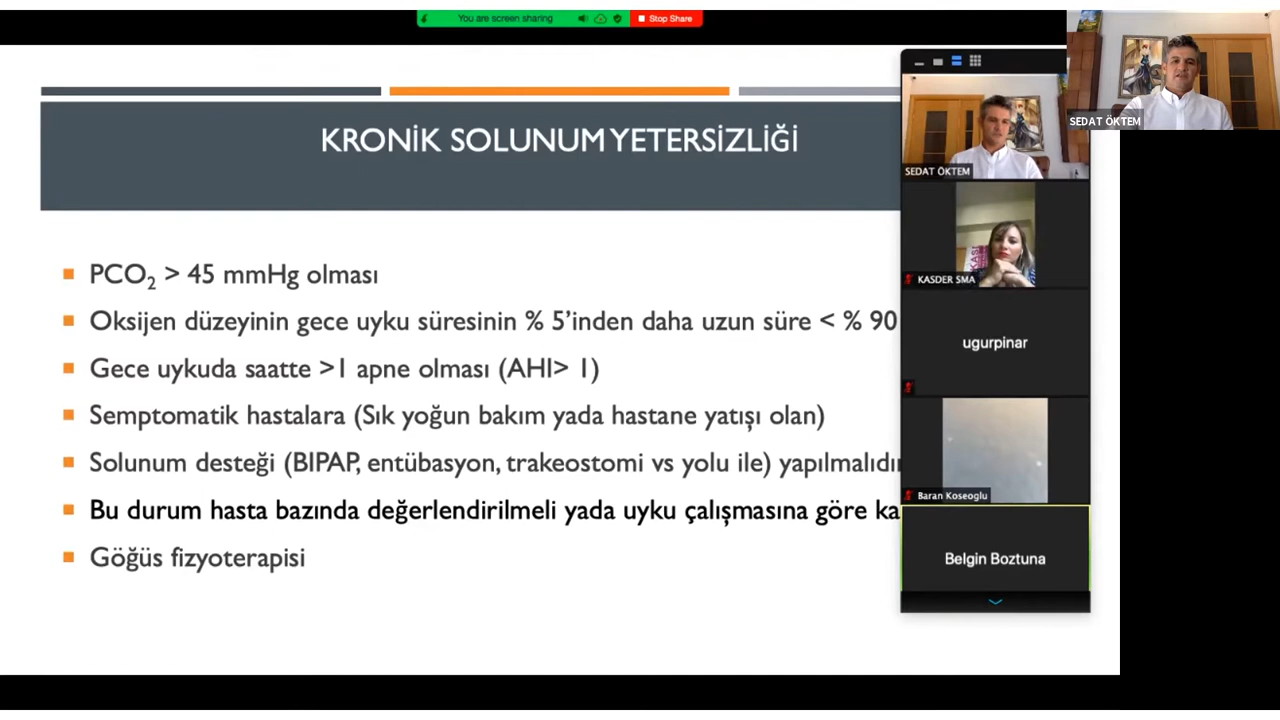 You are screen sharing
Stop Share
SEDAT ÖKTEM
KRONİK SOLUNUM YETERSİZLİĞİ
PCO2 > 45 mmHg olması
Oksijen düzeyinin gece uyku süresinin % 5’inden daha uzun süre < % 90
Gece uykuda saatte >1 apne olması (AHI> 1)
Semptomatik hastalara (Sık yoğun bakım yada hastane yatışı olan)
Solunum desteği (BIPAP, entübasyon, trakeostomi vs yolu ile) yapılmalıdır
Bu durum hasta bazında değerlendirilmeli yada uyku çalışmasına göre ka
Göğüs fizyoterapisi
SEDAT ÖKTEM
KASDER SMA
ugurpinar
Baran Koseoglu
Belgin Boztuna